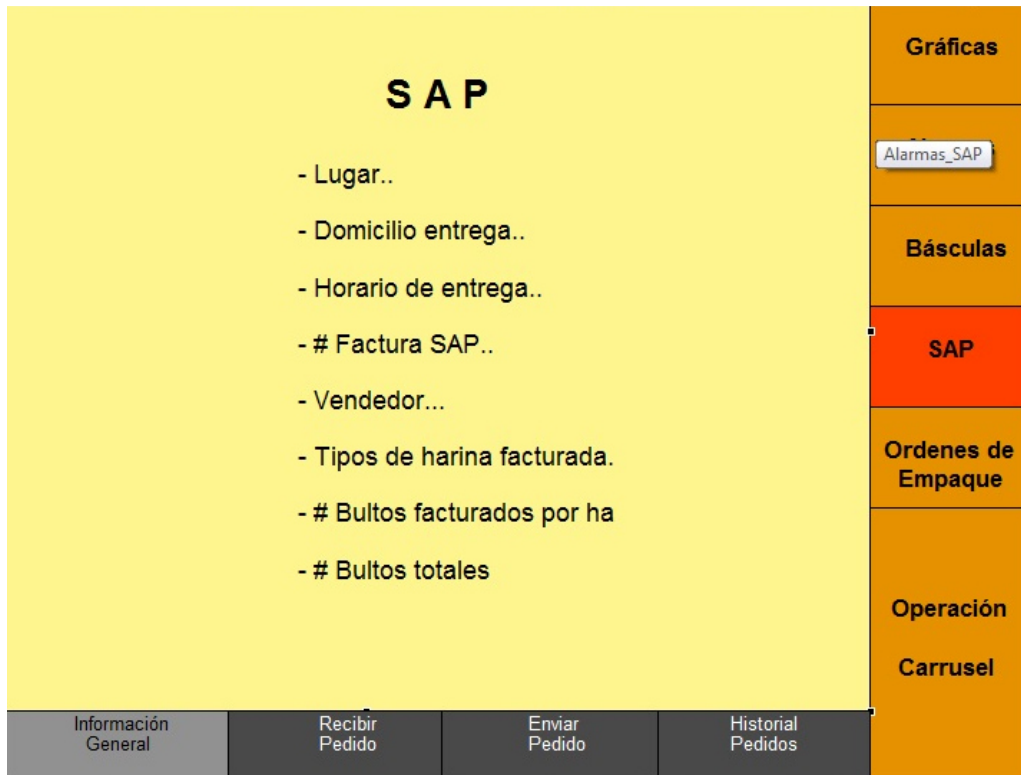 S A P
- Lugar..
- Domicilio entrega..
- Horario de entrega..
- # Factura SAP..
- Vendedor...
- Tipos de harina facturada.
- # Bultos facturados por ha
- # Bultos totales
Gráficas
Alarmas_SAP
Básculas
SAP
Ordenes de
Empaque
Operación
Carrusel
Información
General
Recibir
Pedido
Enviar
Pedido
Historial
Pedidos